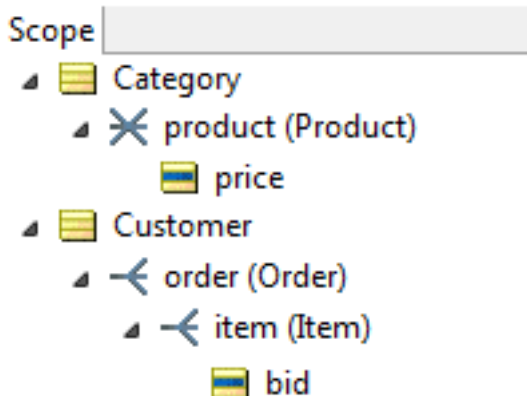 Scope
Category
product (Product)
price
Customer
order (Order)
item (Item)
bid